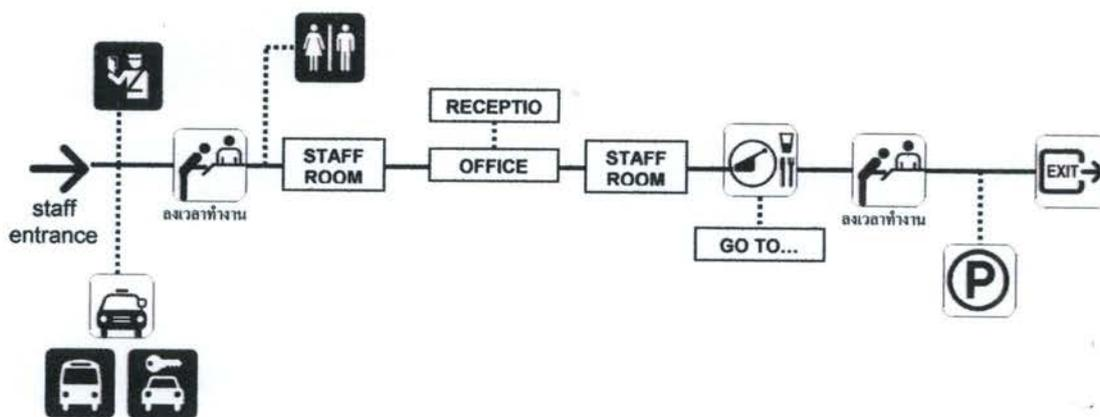 RECEPTIO
STAFF
ROOM
OFFICE
STAFF
ROOM
EXIT
staff
entrance
ลงเวลาทำงาน
ลงเวลาทำงาน
GO TO...
P